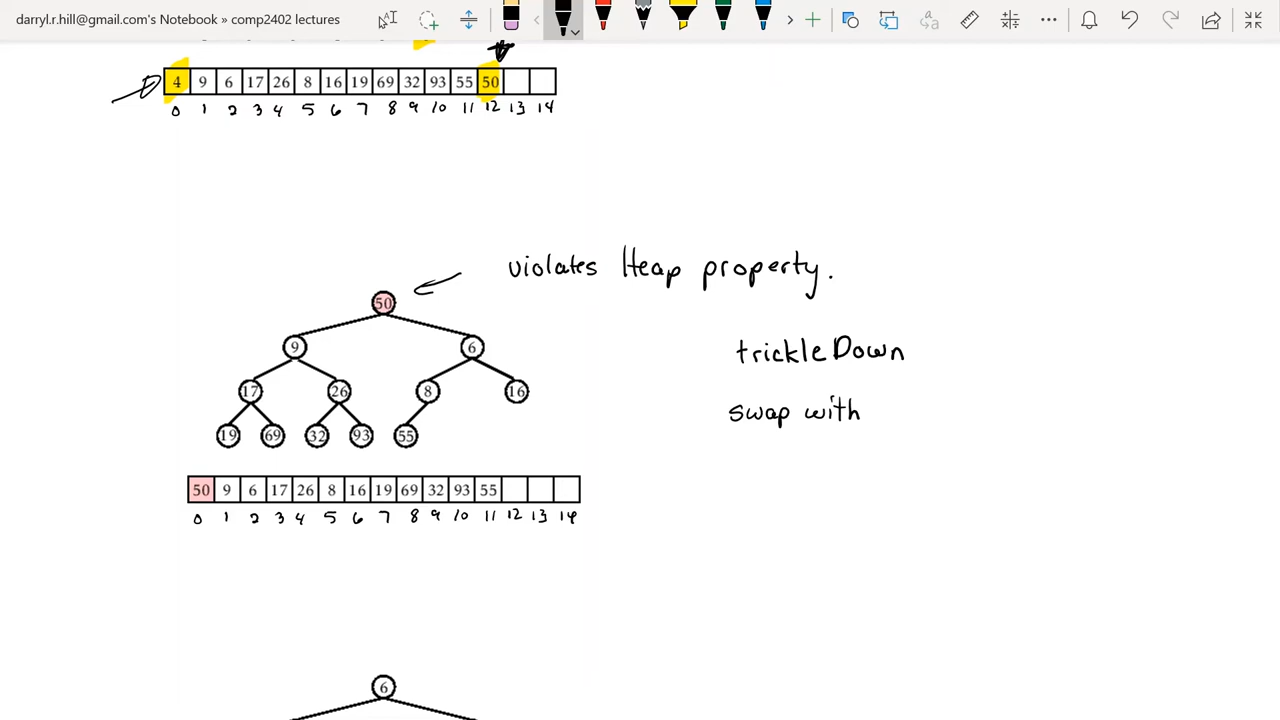 darryl.r.hill@gmail.com's Notebook » comp2402 lectures
4 9 6 17 26 8 16 19 69 32 93 55 50
0 1 2 3 4 5 6 7 8 9 10 11 12 13 14
violates Heap property.
50
9 6
trickleDown
17 26 8 16
swap with
19 69 32 93 55
50 9 6 17 26 8 16 19 69 32 93 55
0 1 2 3 4 5 6 7 8 9 10 11 12 13 14
6